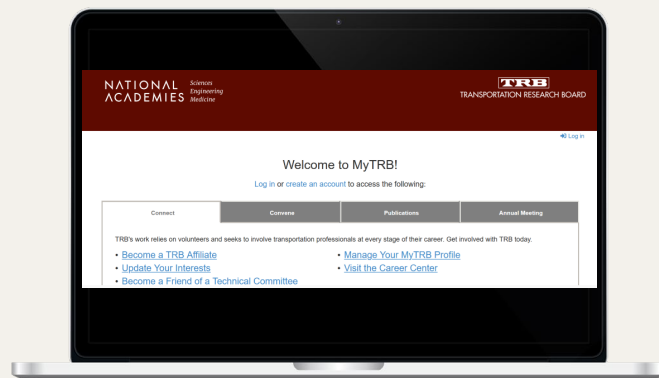 NATIONAL ACADEMIES
Sciences
Engineering
Medicine
TRB
TRANSPORTATION RESEARCH BOARD
Log in
Welcome to MyTRB!
Log in or create an account to access the following:
Connect
Convene
Publications
Annual Meeting
TRB's work relies on volunteers and seeks to involve transportation professionals at every stage of their career. Get involved with TRB today.
• Become a TRB Affiliate
• Update Your Interests
• Become a Friend of a Technical Committee
• Manage Your MyTRB Profile
• Visit the Career Center